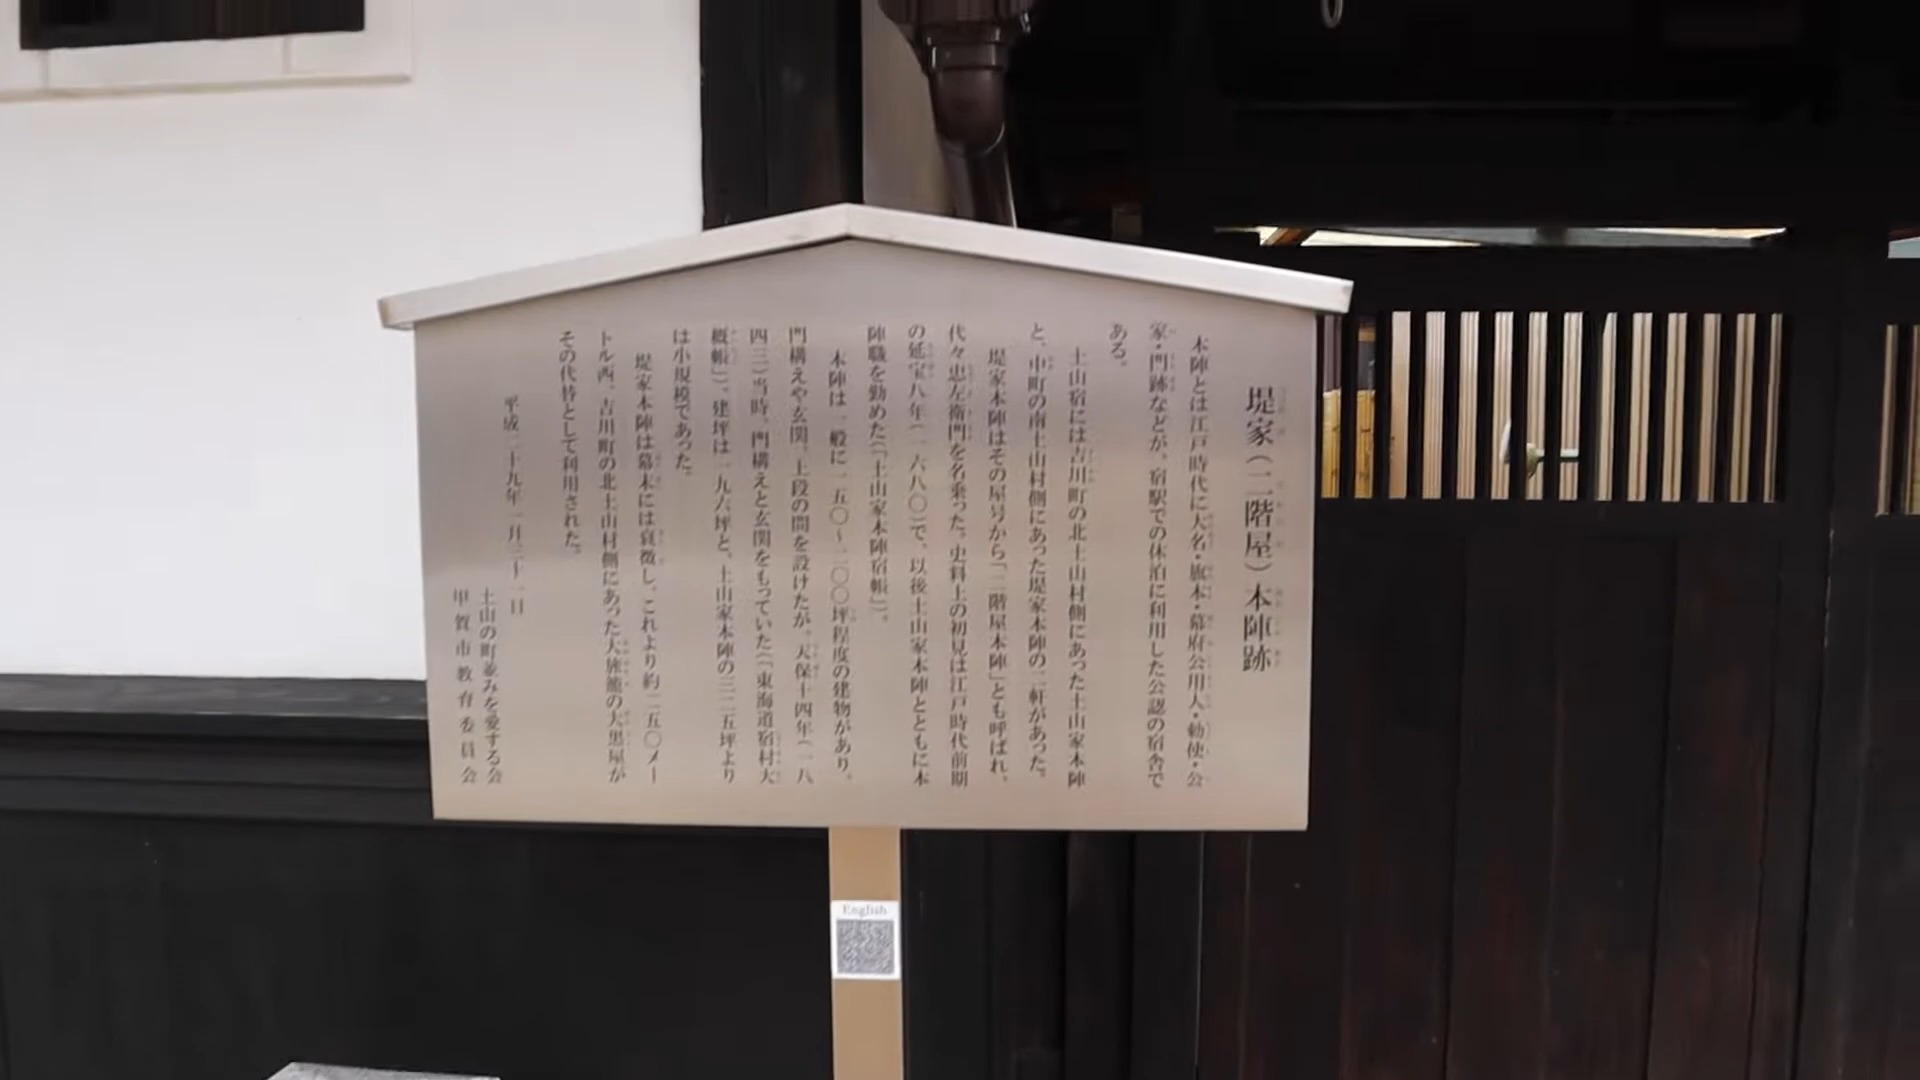 堤家（二階屋）本陣跡
本陣とは江戸時代に大名・旗本・幕府公用人・勅使・公
家・門跡などが、宿駅での休泊に利用した公認の宿舎で
ある。
土山宿には吉川町の北土山村側にあった土山家本陣
と、中町の南土山村側にあった堤家本陣の二軒があった。
堤家本陣はその屋号から「二階屋本陣」とも呼ばれ、
代々忠左衛門を名乗った。史料上の初見は江戸時代前期
の延宝八年（一六八〇）で、以後土山家本陣とともに本
陣職を勤めた（「土山家本陣宿帳」）。
本陣は一般に一五〇～二〇〇坪程度の建物があり、
門構えや玄関、上段の間を設けたが、天保十四年（一八
四三）当時、門構えと玄関をもっていた（「東海道宿村大
概帳」）。建坪は一九六坪と、土山家本陣の三二五坪より
は小規模であった。
堤家本陣は幕末には衰微し、これより約二五〇メー
トル西、吉川町の北土山村側にあった大旅籠の大黒屋が
その代替として利用された。
平成二十九年一月三十一日
土山の町並みを愛する会
甲賀市教育委員会
English